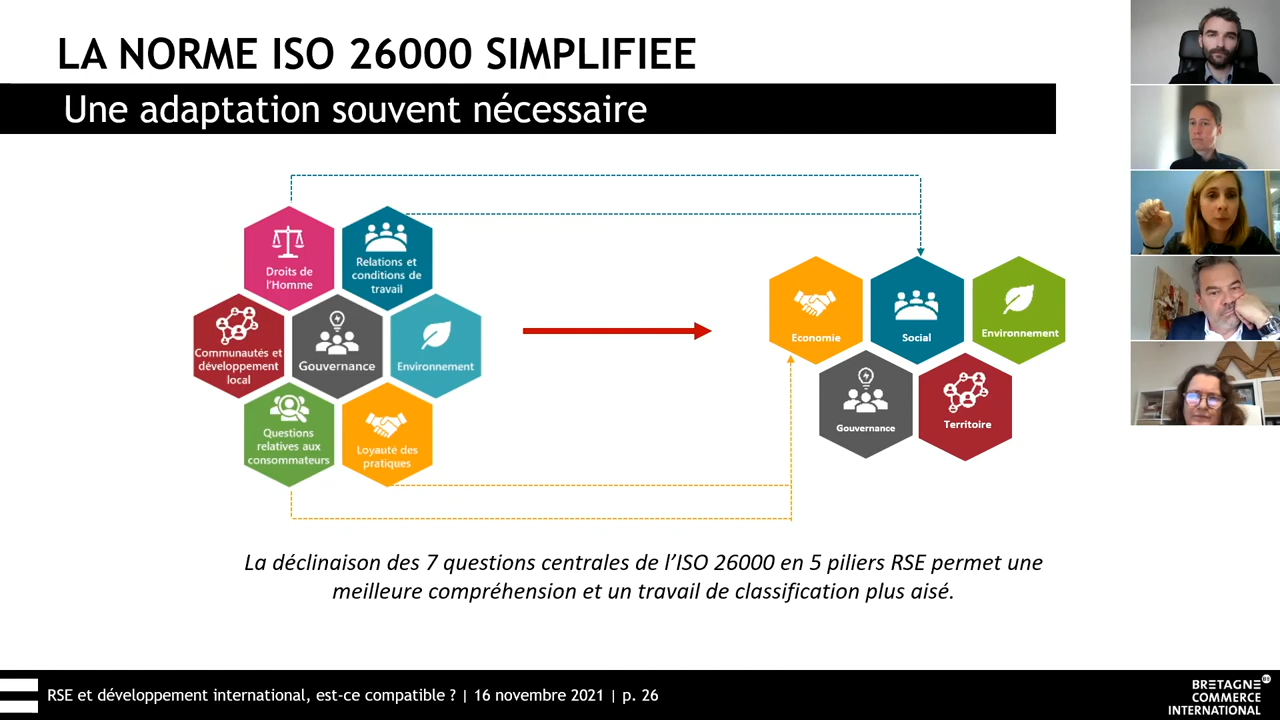 LA NORME ISO 26000 SIMPLIFIEE
Une adaptation souvent nécessaire
Droits de
l'Homme
Relations et
conditions de
travail
Communautés et
développement
local
Gouvernance
Environnement
Questions
relatives aux
consommateurs
Loyauté des
pratiques
Economie
Social
Environnement
Gouvernance
Territoire
La déclinaison des 7 questions centrales de l'ISO 26000 en 5 piliers RSE permet une
meilleure compréhension et un travail de classification plus aisé.
RSE et développement international, est-ce compatible ? | 16 novembre 2021 | p. 26
BRETAGNE
COMMERCE
INTERNATIONAL